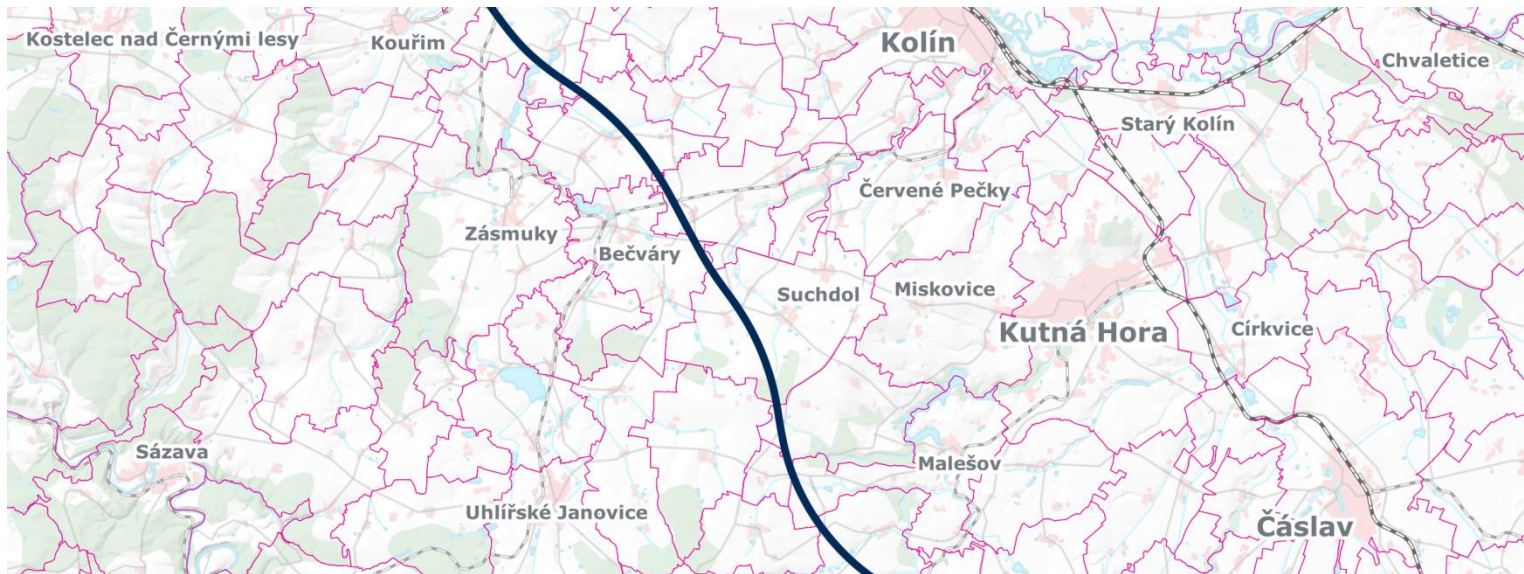 Kostelec nad Černými lesy
Kouřim
Kolín
Chvaletice
Starý Kolín
Červené Pečky
Zásmuky
Bečváry
Suchdol
Miskovice
Kutná Hora
Církvice
Sázava
Malešov
Uhlířské Janovice
Čáslav